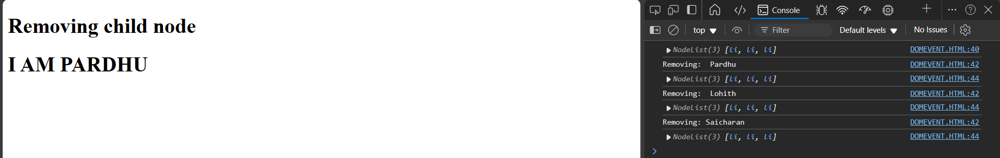 Removing child node
I AM PARDHU
Console
top
Filter
Default levels
No Issues
NodeList(3) [li, li, li] DOMEVENT.HTML:40
Removing:  Pardhu DOMEVENT.HTML:42
NodeList(3) [li, li, li] DOMEVENT.HTML:44
Removing:  Lohith DOMEVENT.HTML:42
NodeList(3) [li, li, li] DOMEVENT.HTML:44
Removing: Saicharan DOMEVENT.HTML:42
NodeList(3) [li, li, li] DOMEVENT.HTML:44